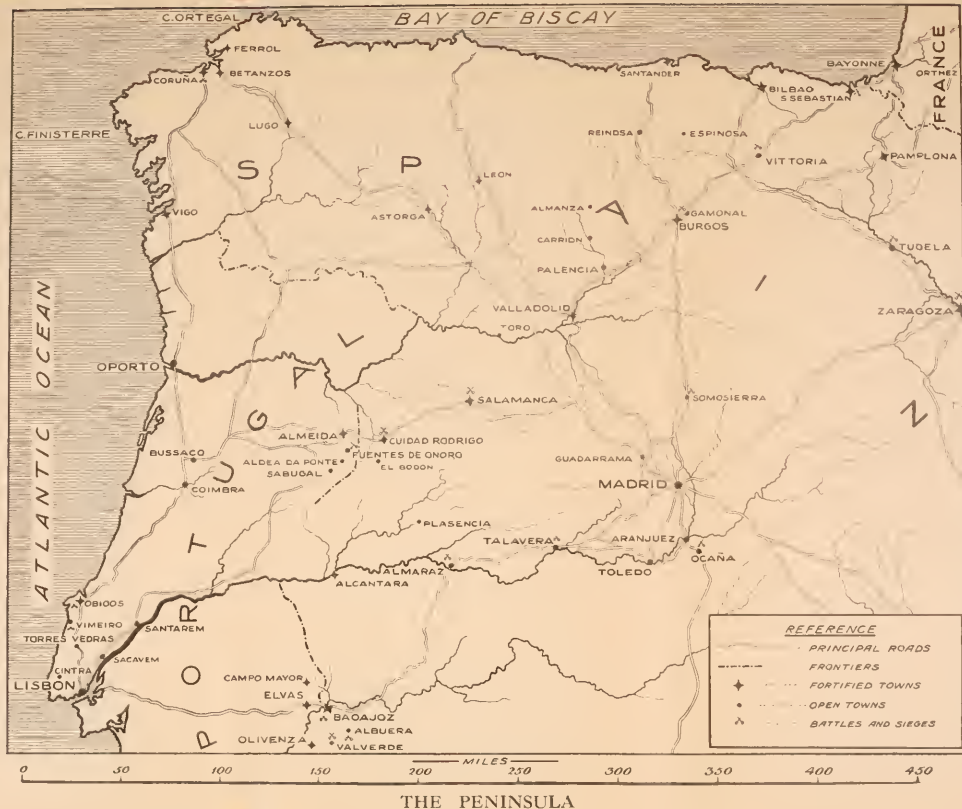 C. ORTEGAL
BAY OF BISCAY
FRANCE
FERROL
CORUÑA
BETANZOS
SANTANDER
BAYONNE
ORTHEZ
BILBAO
S SEBASTIAN
C. FINISTERRE
LUGO
REINOSA
ESPINOSA
VITTORIA
PAMPLONA
SPAIN
LEON
VIGO
ASTORGA
ALMANZA
GAMONAL
BURGOS
CARRION
TUDELA
PALENCIA
VALLADOLID
ZARAGOZA
TORO
ATLANTIC OCEAN
OPORTO
PORTUGAL
SALAMANCA
SOMOSIERRA
ALMEIDA
CUIDAD RODRIGO
BUSSACO
FUENTES DE ONORO
ALDEA DA PONTE
EL BODON
SABUGAL
GUADARRAMA
COIMBRA
MADRID
PLASENCIA
TALAVERA
ARANJUEZ
OCAÑA
ALMARAZ
TOLEDO
ALCANTARA
OBIDOS
VIMEIRO
SANTAREM
TORRES VEDRAS
SACAVEM
CINTRA
LISBON
CAMPO MAYOR
ELVAS
BADAJOZ
ALBUERA
OLIVENZA
VALVERDE
REFERENCE
PRINCIPAL ROADS
FRONTIERS
FORTIFIED TOWNS
OPEN TOWNS
BATTLES AND SIEGES
MILES
0 50 100 150 200 250 300 350 400 450
THE PENINSULA